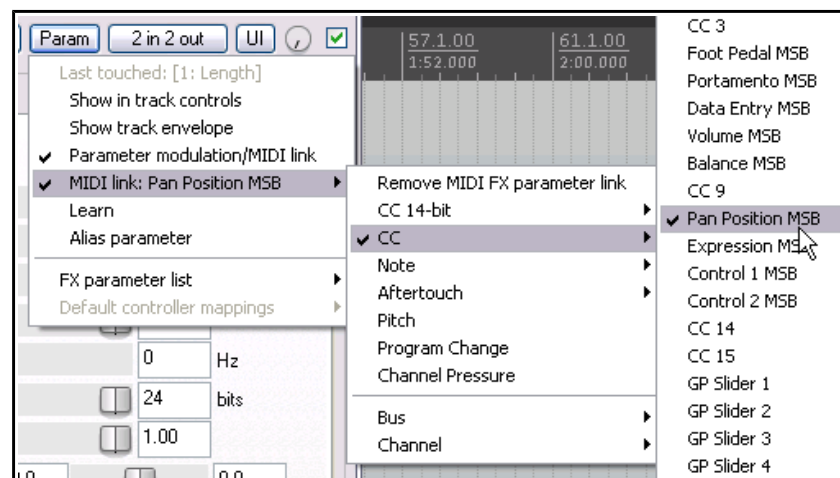 Param
2 in 2 out
UI
57.1.00
1:52.000
61.1.00
2:00.000
Last touched: [1: Length]
Show in track controls
Show track envelope
Parameter modulation/MIDI link
MIDI link: Pan Position MSB
Learn
Alias parameter
FX parameter list
Default controller mappings
0
Hz
24
bits
1.00
Remove MIDI FX parameter link
CC 14-bit
CC
Note
Aftertouch
Pitch
Program Change
Channel Pressure
Bus
Channel
CC 3
Foot Pedal MSB
Portamento MSB
Data Entry MSB
Volume MSB
Balance MSB
CC 9
Pan Position MSB
Expression MSB
Control 1 MSB
Control 2 MSB
CC 14
CC 15
GP Slider 1
GP Slider 2
GP Slider 3
GP Slider 4